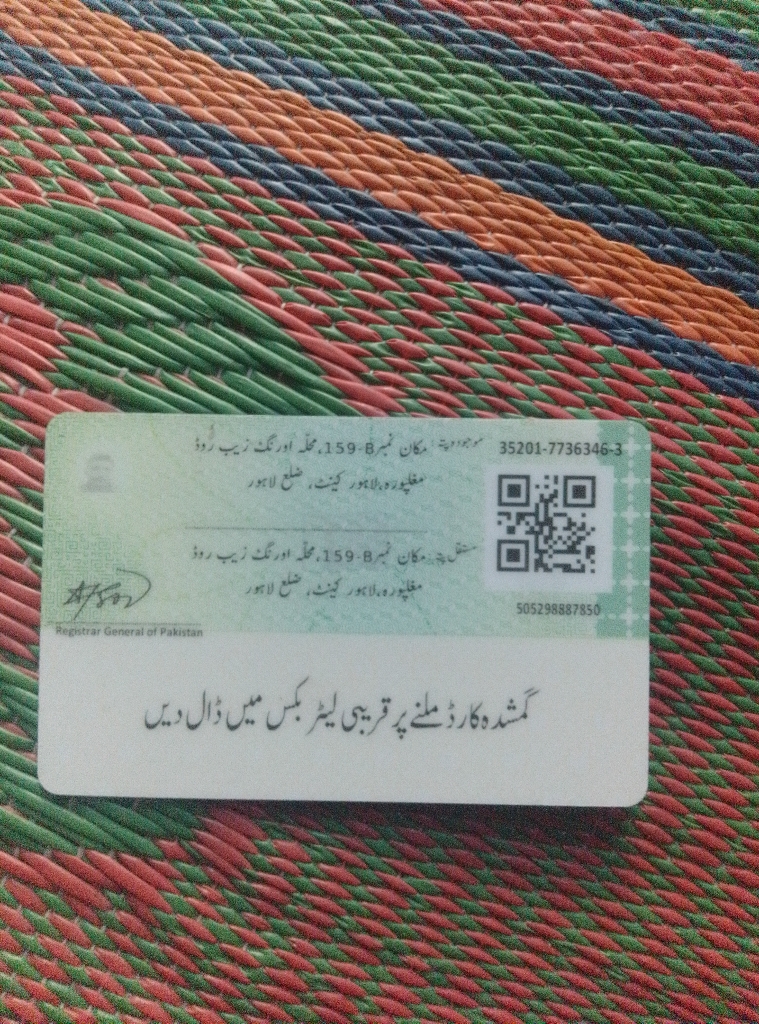 موجودہ پتہ: مکان نمبر 159-B، محلہ اورنگ زیب روڈ
مغلپورہ، لاہور کینٹ، ضلع لاہور
35201-7736346-3
مستقل پتہ: مکان نمبر 159-B، محلہ اورنگ زیب روڈ
مغلپورہ، لاہور کینٹ، ضلع لاہور
505298887850
Registrar General of Pakistan
گمشدہ کارڈ ملنے پر قریبی لیٹر بکس میں ڈال دیں